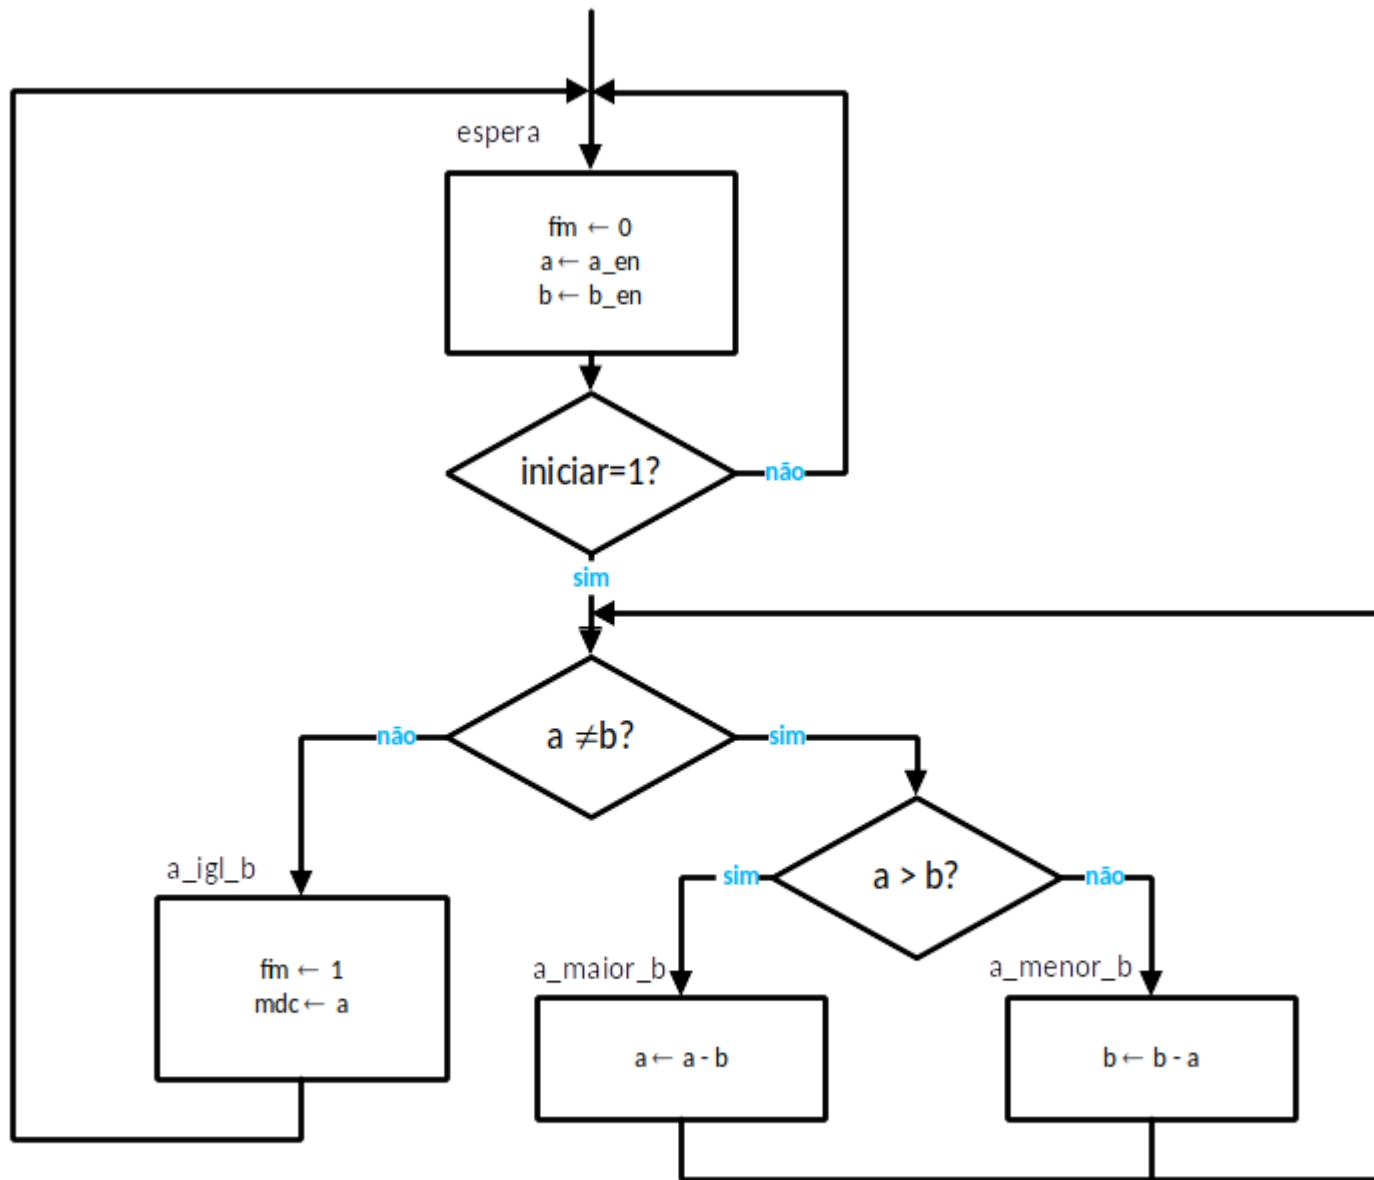 espera
fim ← 0
a ← a_en
b ← b_en
iniciar=1?
não
sim
a ≠b?
não
sim
a > b?
sim
não
a_igl_b
fim ← 1
mdc ← a
a_maior_b
a ← a - b
a_menor_b
b ← b - a